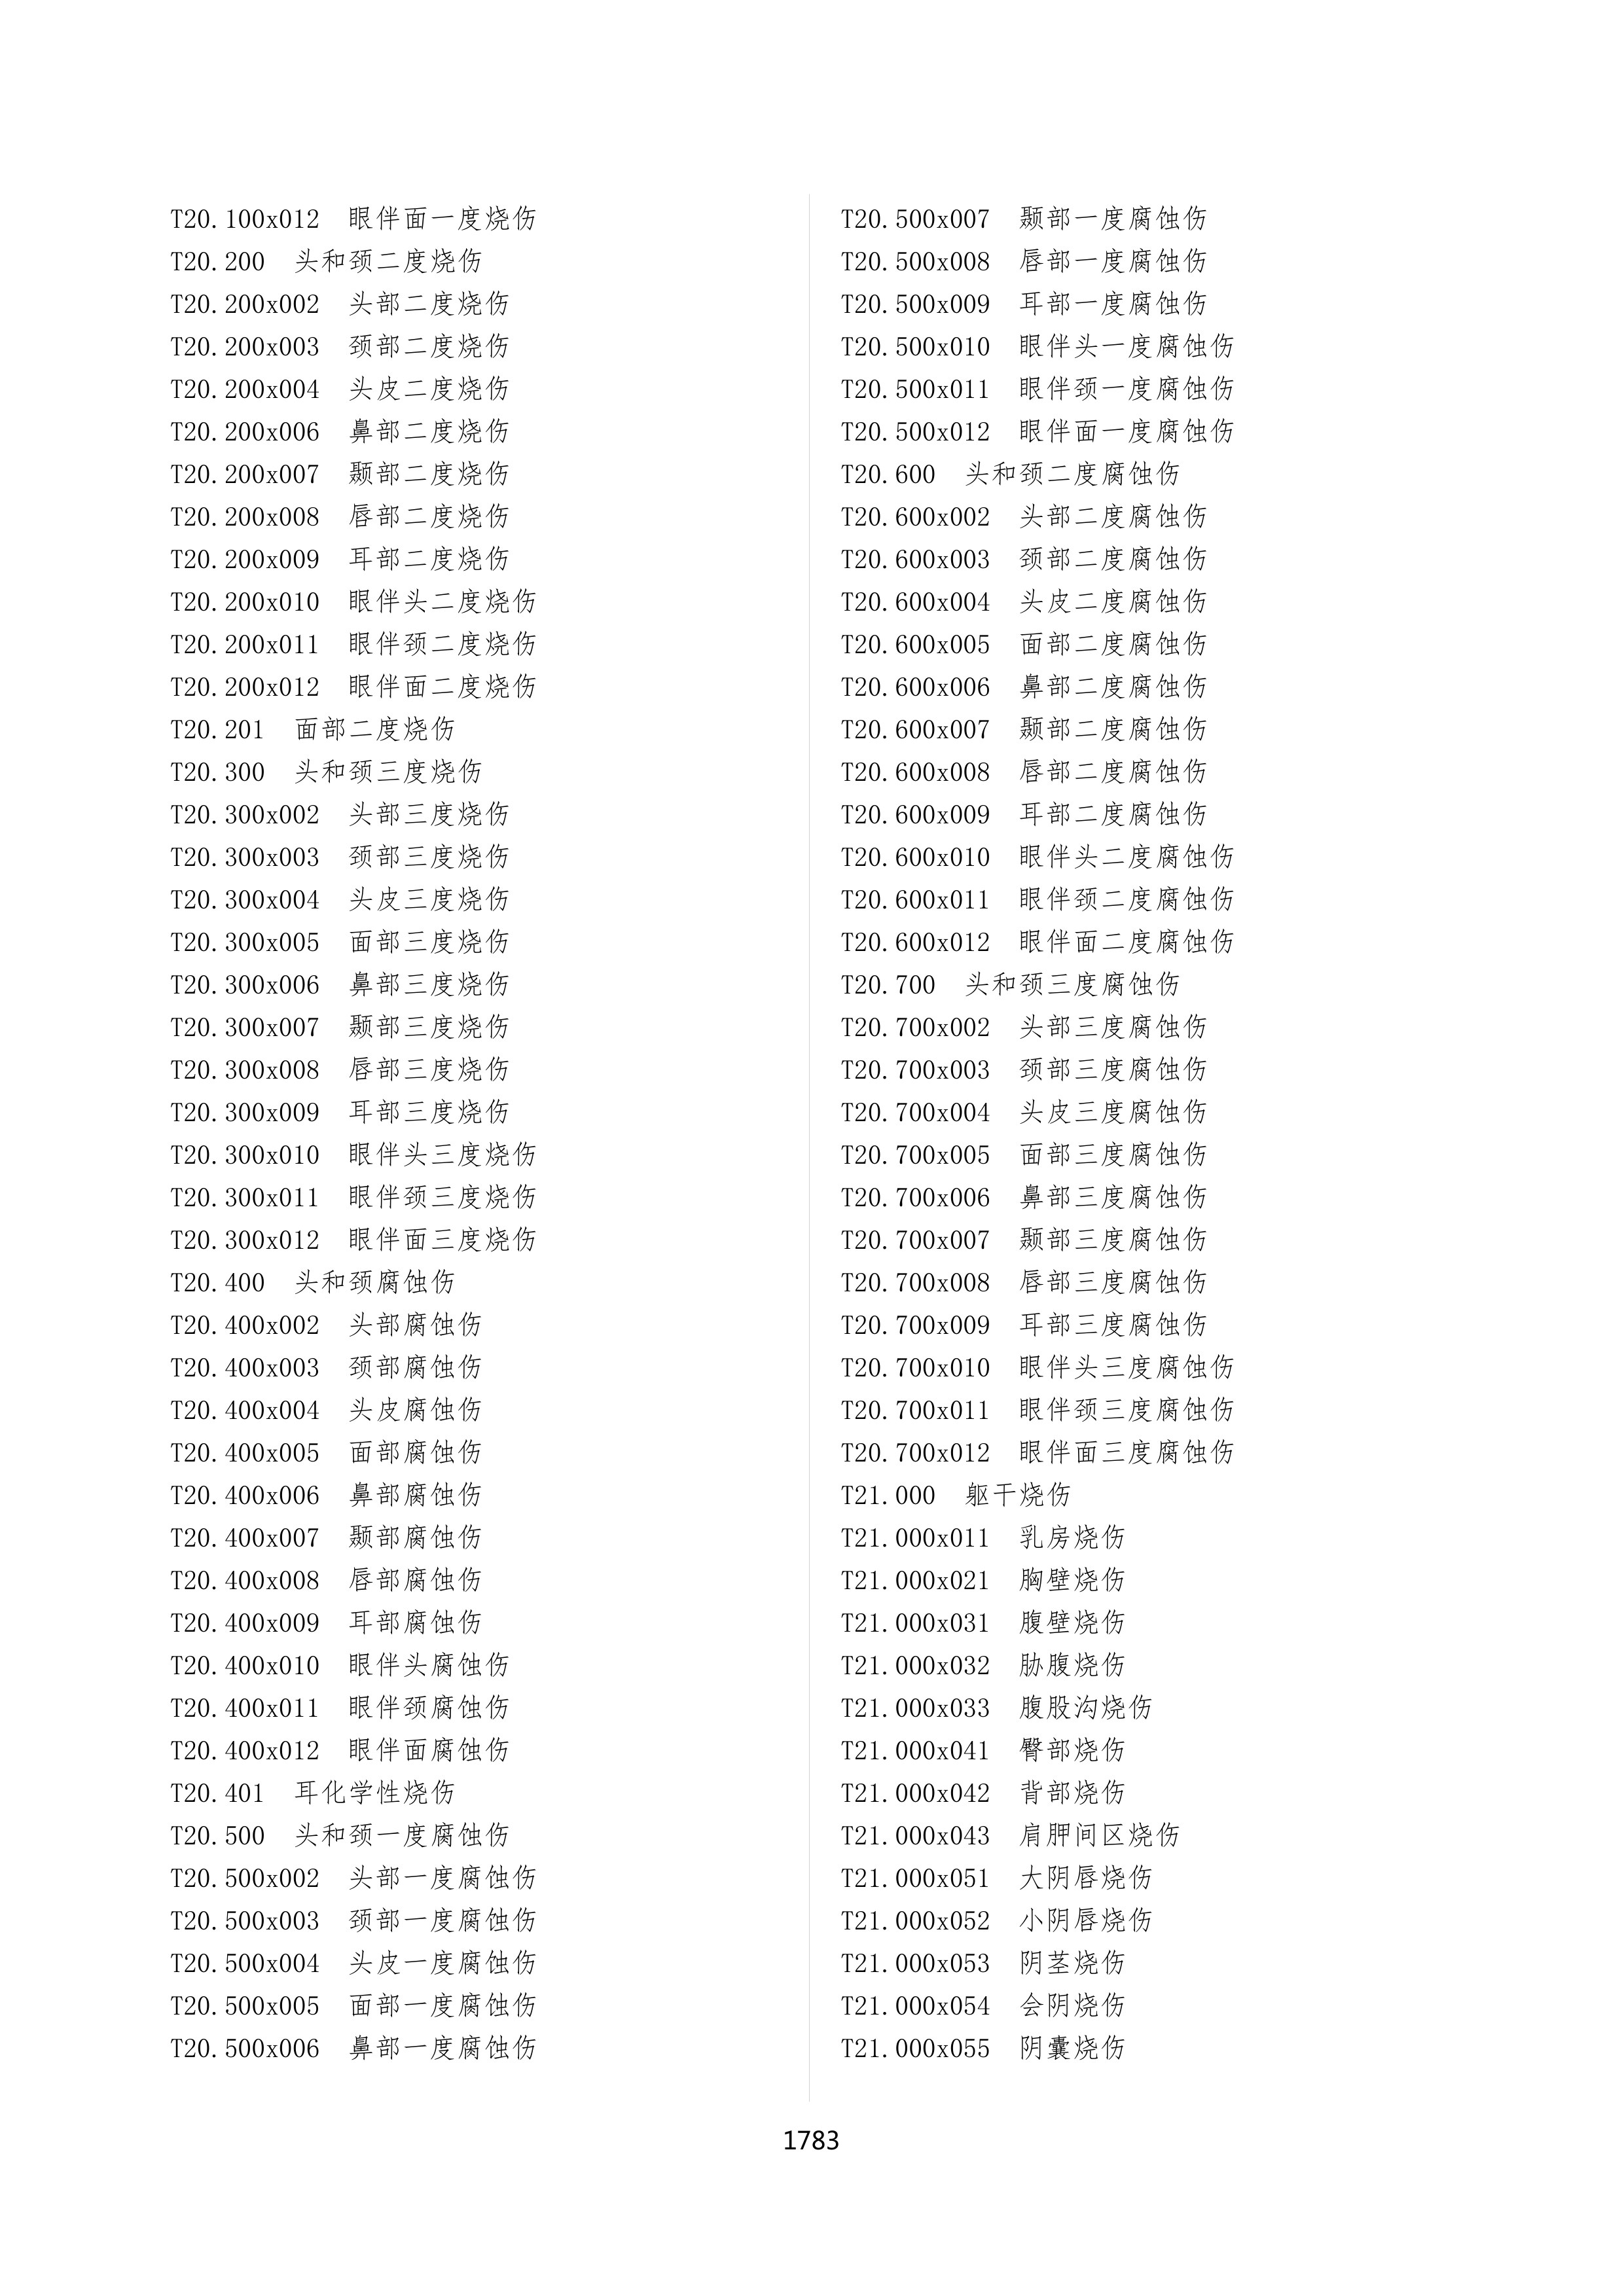 T20.100x012 眼伴面一度烧伤
T20.200 头和颈二度烧伤
T20.200x002 头部二度烧伤
T20.200x003 颈部二度烧伤
T20.200x004 头皮二度烧伤
T20.200x006 鼻部二度烧伤
T20.200x007 颞部二度烧伤
T20.200x008 唇部二度烧伤
T20.200x009 耳部二度烧伤
T20.200x010 眼伴头二度烧伤
T20.200x011 眼伴颈二度烧伤
T20.200x012 眼伴面二度烧伤
T20.201 面部二度烧伤
T20.300 头和颈三度烧伤
T20.300x002 头部三度烧伤
T20.300x003 颈部三度烧伤
T20.300x004 头皮三度烧伤
T20.300x005 面部三度烧伤
T20.300x006 鼻部三度烧伤
T20.300x007 颞部三度烧伤
T20.300x008 唇部三度烧伤
T20.300x009 耳部三度烧伤
T20.300x010 眼伴头三度烧伤
T20.300x011 眼伴颈三度烧伤
T20.300x012 眼伴面三度烧伤
T20.400 头和颈腐蚀伤
T20.400x002 头部腐蚀伤
T20.400x003 颈部腐蚀伤
T20.400x004 头皮腐蚀伤
T20.400x005 面部腐蚀伤
T20.400x006 鼻部腐蚀伤
T20.400x007 颞部腐蚀伤
T20.400x008 唇部腐蚀伤
T20.400x009 耳部腐蚀伤
T20.400x010 眼伴头腐蚀伤
T20.400x011 眼伴颈腐蚀伤
T20.400x012 眼伴面腐蚀伤
T20.401 耳化学性烧伤
T20.500 头和颈一度腐蚀伤
T20.500x002 头部一度腐蚀伤
T20.500x003 颈部一度腐蚀伤
T20.500x004 头皮一度腐蚀伤
T20.500x005 面部一度腐蚀伤
T20.500x006 鼻部一度腐蚀伤
T20.500x007 颞部一度腐蚀伤
T20.500x008 唇部一度腐蚀伤
T20.500x009 耳部一度腐蚀伤
T20.500x010 眼伴头一度腐蚀伤
T20.500x011 眼伴颈一度腐蚀伤
T20.500x012 眼伴面一度腐蚀伤
T20.600 头和颈二度腐蚀伤
T20.600x002 头部二度腐蚀伤
T20.600x003 颈部二度腐蚀伤
T20.600x004 头皮二度腐蚀伤
T20.600x005 面部二度腐蚀伤
T20.600x006 鼻部二度腐蚀伤
T20.600x007 颞部二度腐蚀伤
T20.600x008 唇部二度腐蚀伤
T20.600x009 耳部二度腐蚀伤
T20.600x010 眼伴头二度腐蚀伤
T20.600x011 眼伴颈二度腐蚀伤
T20.600x012 眼伴面二度腐蚀伤
T20.700 头和颈三度腐蚀伤
T20.700x002 头部三度腐蚀伤
T20.700x003 颈部三度腐蚀伤
T20.700x004 头皮三度腐蚀伤
T20.700x005 面部三度腐蚀伤
T20.700x006 鼻部三度腐蚀伤
T20.700x007 颞部三度腐蚀伤
T20.700x008 唇部三度腐蚀伤
T20.700x009 耳部三度腐蚀伤
T20.700x010 眼伴头三度腐蚀伤
T20.700x011 眼伴颈三度腐蚀伤
T20.700x012 眼伴面三度腐蚀伤
T21.000 躯干烧伤
T21.000x011 乳房烧伤
T21.000x021 胸壁烧伤
T21.000x031 腹壁烧伤
T21.000x032 胁腹烧伤
T21.000x033 腹股沟烧伤
T21.000x041 臀部烧伤
T21.000x042 背部烧伤
T21.000x043 肩胛间区烧伤
T21.000x051 大阴唇烧伤
T21.000x052 小阴唇烧伤
T21.000x053 阴茎烧伤
T21.000x054 会阴烧伤
T21.000x055 阴囊烧伤
1783